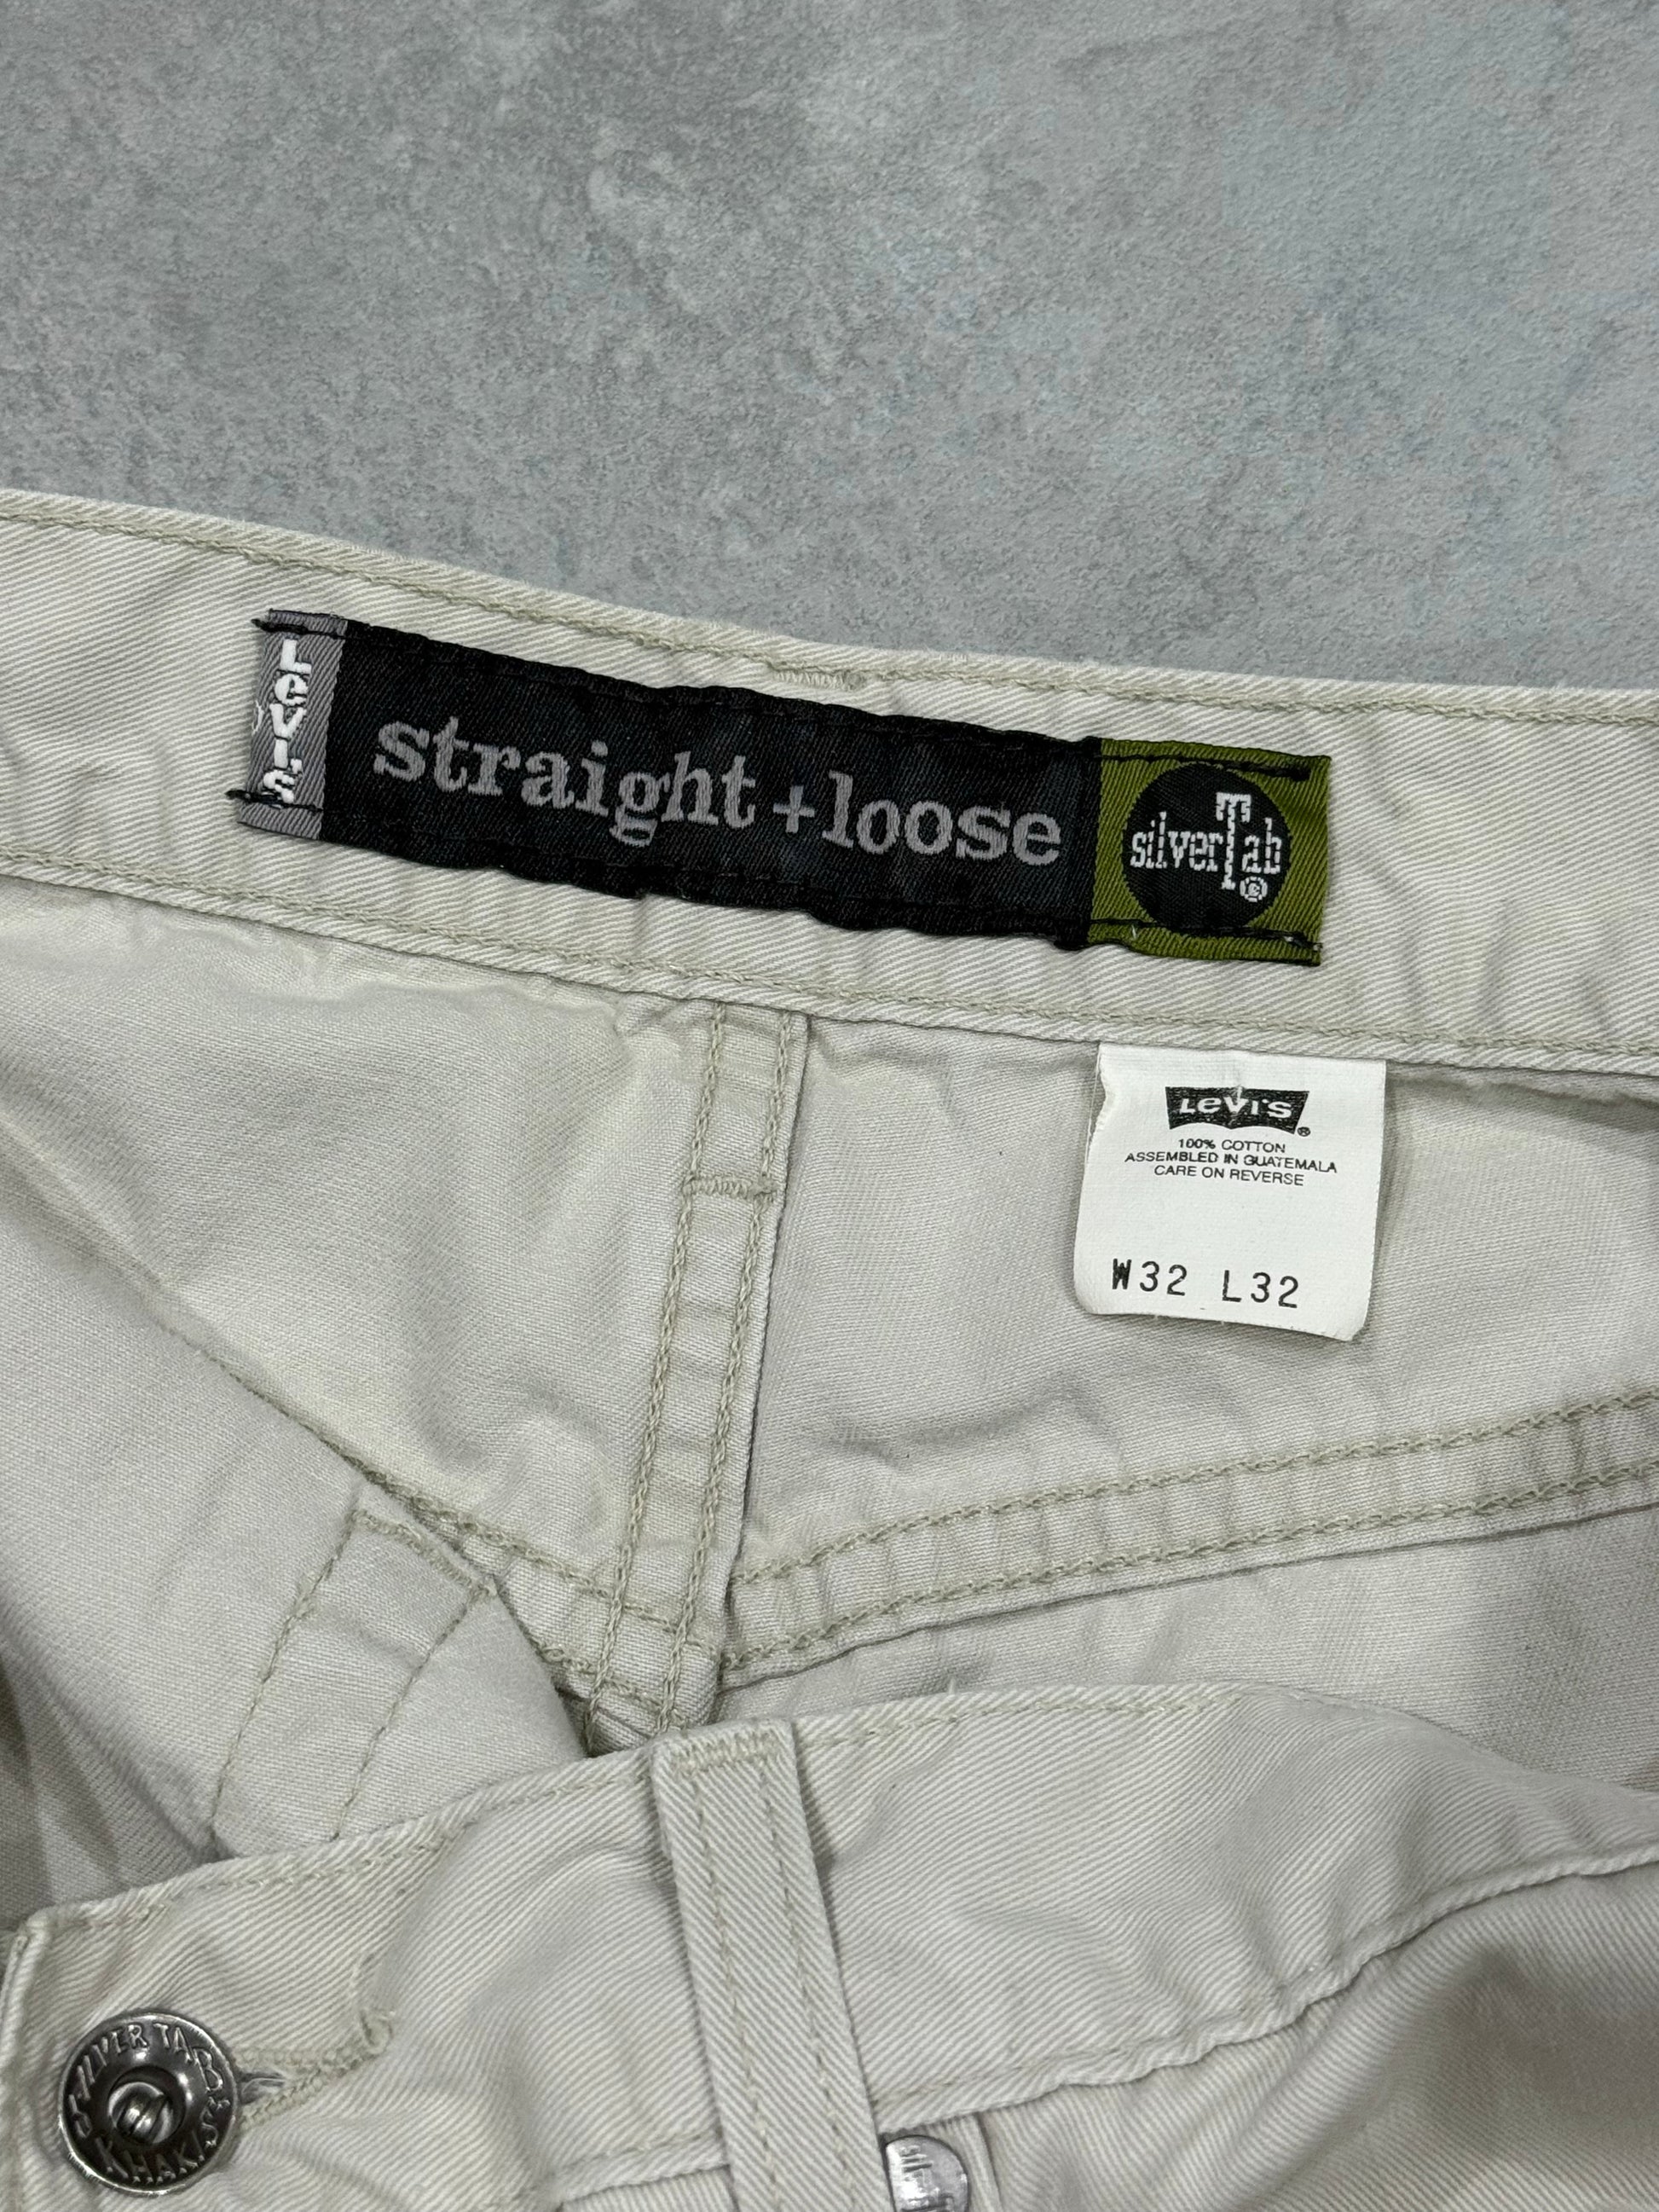 Levi's
straight + loose
silverTab®
Levi's®
100% COTTON
ASSEMBLED IN GUATEMALA
CARE ON REVERSE
W32 L32
SILVER TAB
KHAKIS